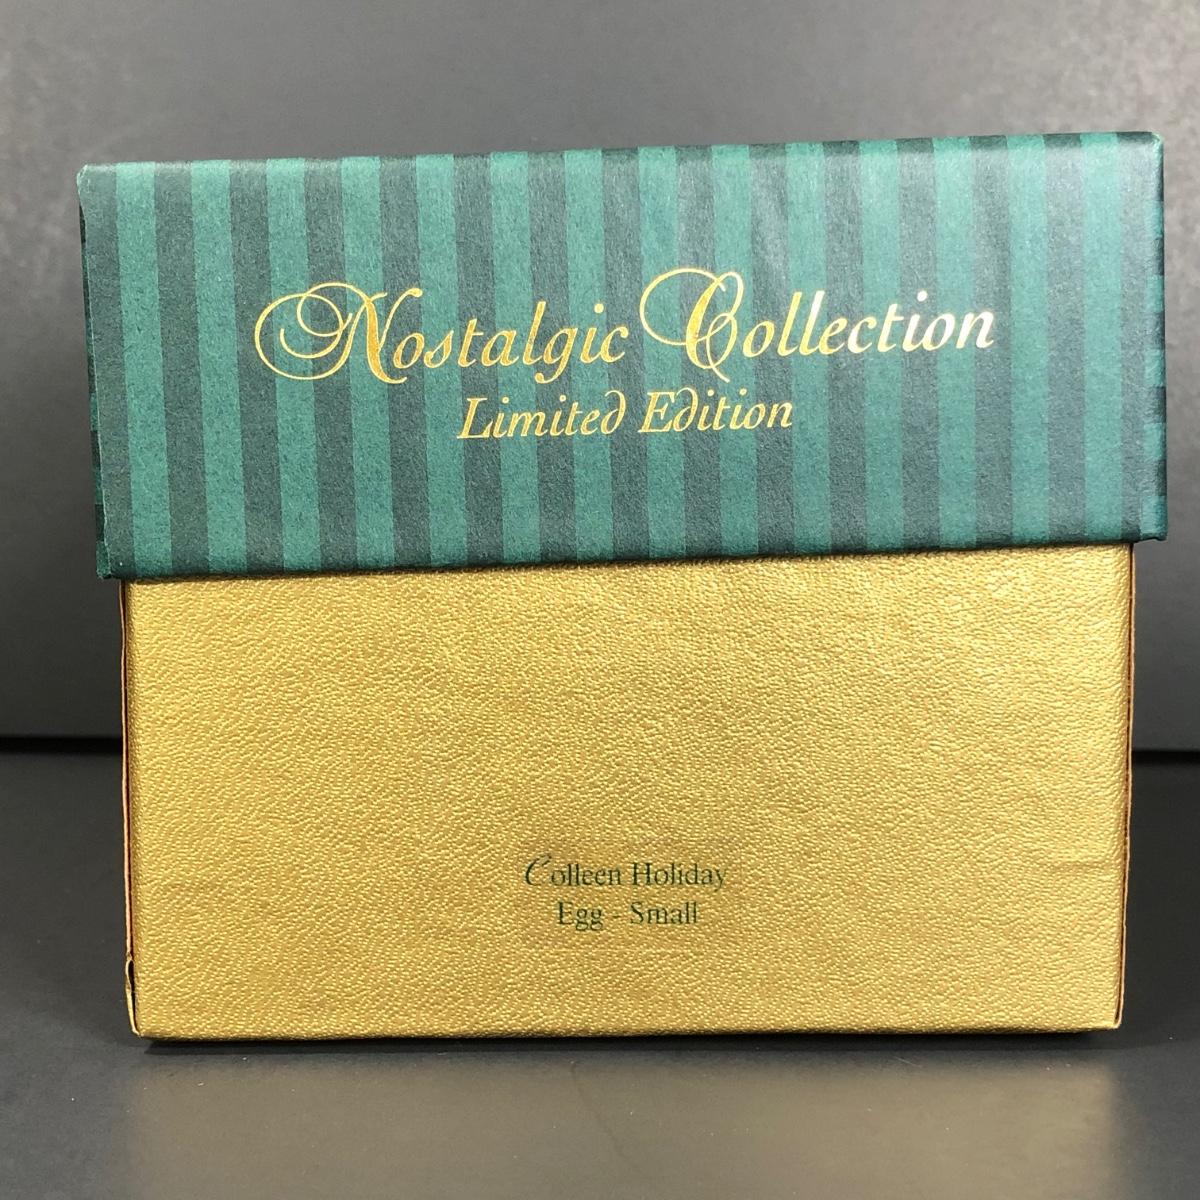 Nostalgic Collection
Limited Edition
Colleen Holiday
Egg - Small